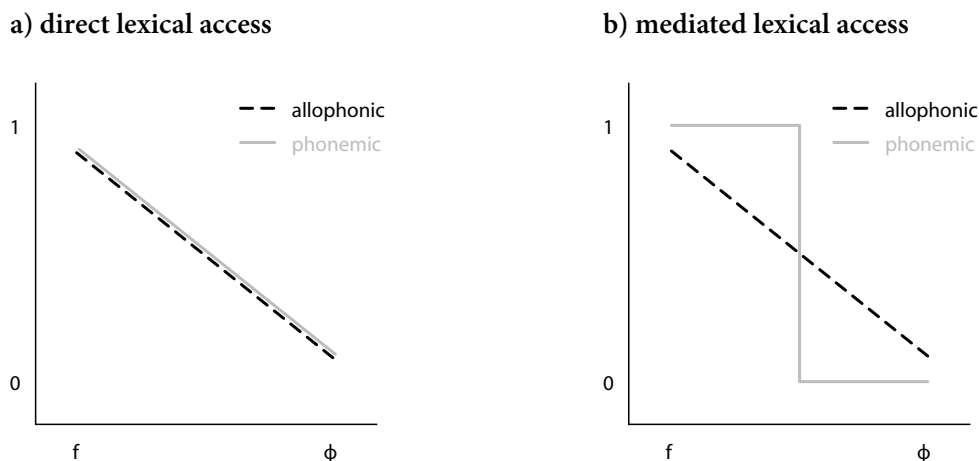 a) direct lexical access
allophonic
phonemic
1
0
f
ɸ
b) mediated lexical access
allophonic
phonemic
1
0
f
ɸ